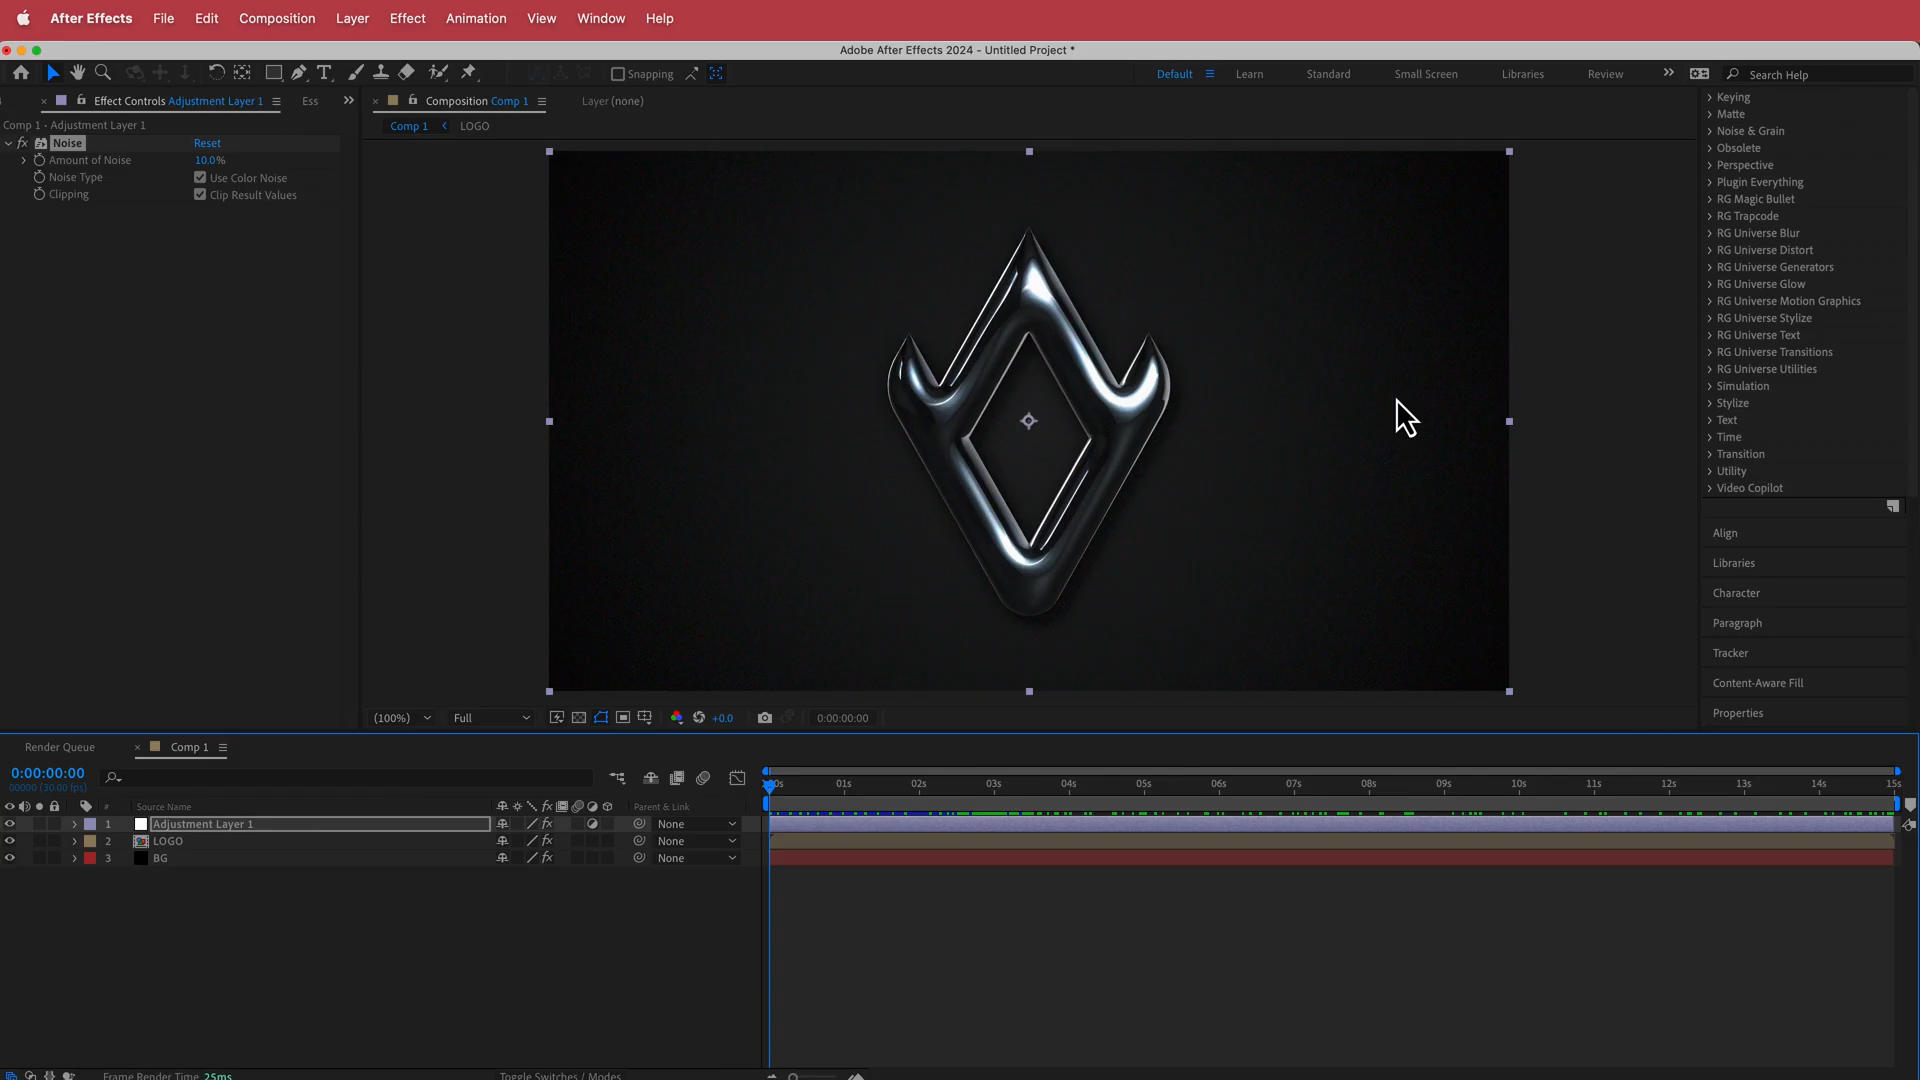 After Effects File Edit Composition Layer Effect Animation View Window Help
Adobe After Effects 2024 - Untitled Project *
Snapping Default Learn Standard Small Screen Libraries Review Search Help
Effect Controls Adjustment Layer 1 Ess
Composition Comp 1 Layer (none)
Comp 1 - Adjustment Layer 1
Comp 1 LOGO
fx Noise Reset
Amount of Noise 10.0%
Noise Type Use Color Noise
Clipping Clip Result Values
Keying
Matte
Noise & Grain
Obsolete
Perspective
Plugin Everything
RG Magic Bullet
RG Trapcode
RG Universe Blur
RG Universe Distort
RG Universe Generators
RG Universe Glow
RG Universe Motion Graphics
RG Universe Stylize
RG Universe Text
RG Universe Transitions
RG Universe Utilities
Simulation
Stylize
Text
Time
Transition
Utility
Video Copilot
Align
Libraries
Character
Paragraph
Tracker
Content-Aware Fill
Properties
(100%) Full +0.0 0:00:00:00
Render Queue Comp 1
0:00:00:00
00000 (30.00 fps)
01s 02s 03s 04s 05s 06s 07s 08s 09s 10s 11s 12s 13s 14s 15s
# Source Name fx Parent & Link
1 Adjustment Layer 1 fx None
2 LOGO None
3 BG fx None
Frame Render Time 25ms Toggle Switches / Modes